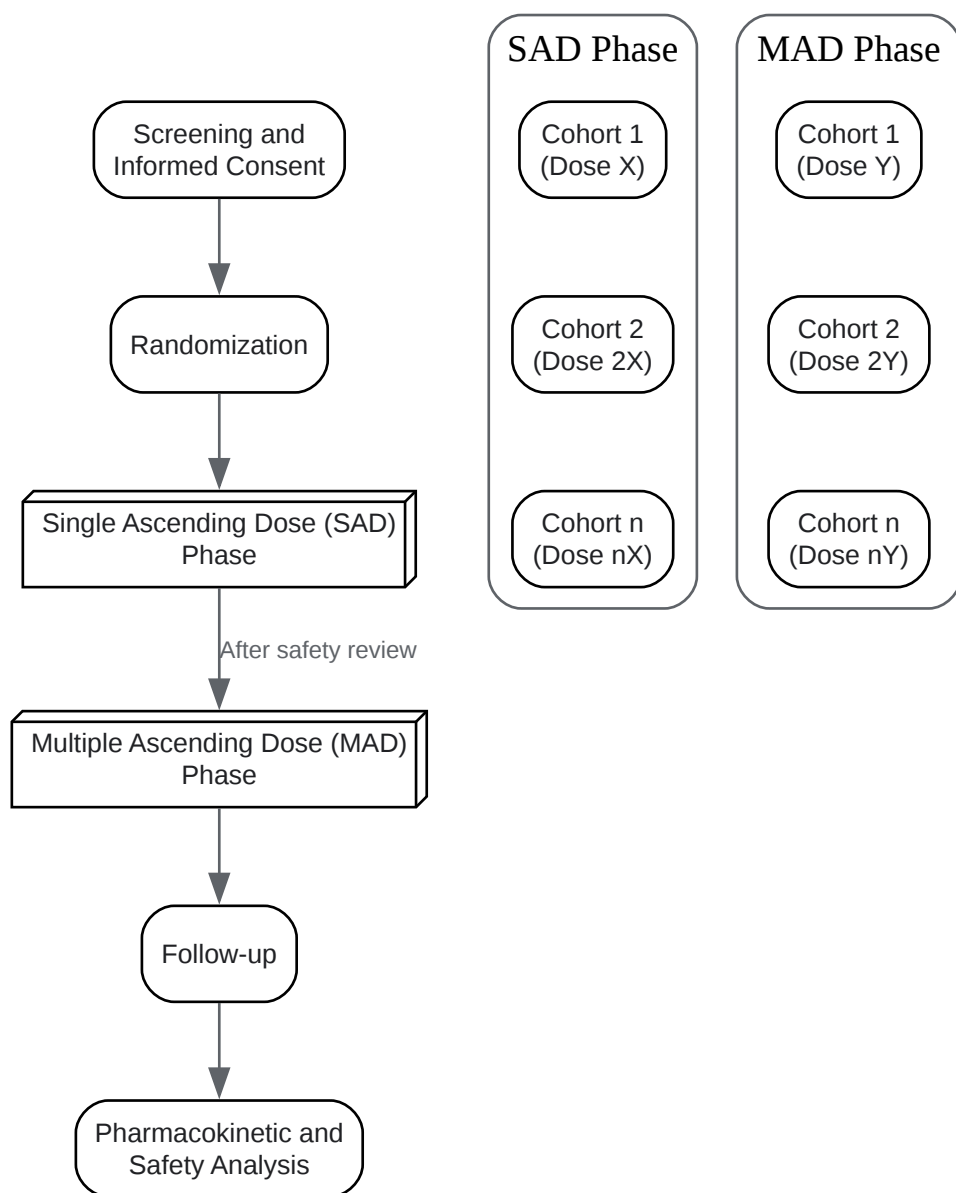 Screening and
Informed Consent
Randomization
Single Ascending Dose (SAD)
Phase
After safety review
Multiple Ascending Dose (MAD)
Phase
Follow-up
Pharmacokinetic and
Safety Analysis
SAD Phase
Cohort 1
(Dose X)
Cohort 2
(Dose 2X)
Cohort n
(Dose nX)
MAD Phase
Cohort 1
(Dose Y)
Cohort 2
(Dose 2Y)
Cohort n
(Dose nY)